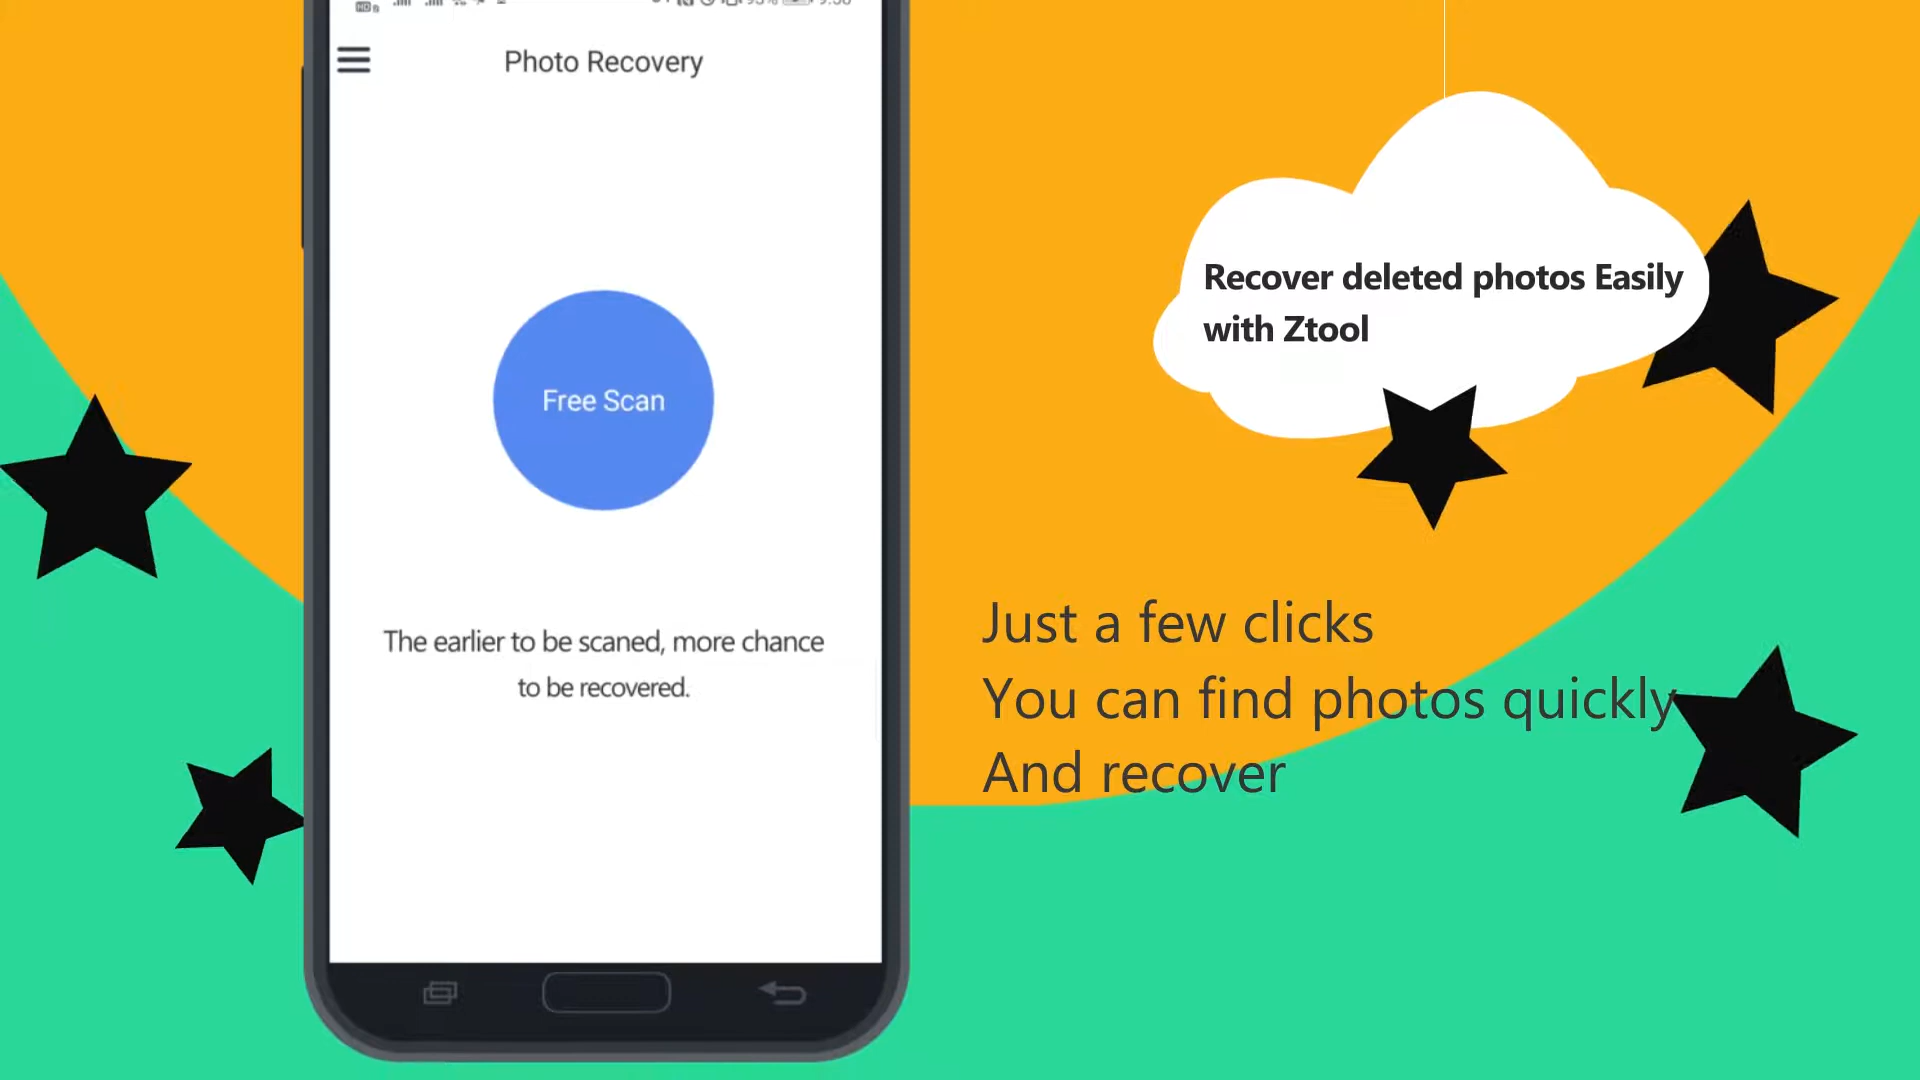 Photo Recovery
Free Scan
The earlier to be scaned, more chance
to be recovered.
Recover deleted photos Easily
with Ztool
Just a few clicks
You can find photos quickly
And recover